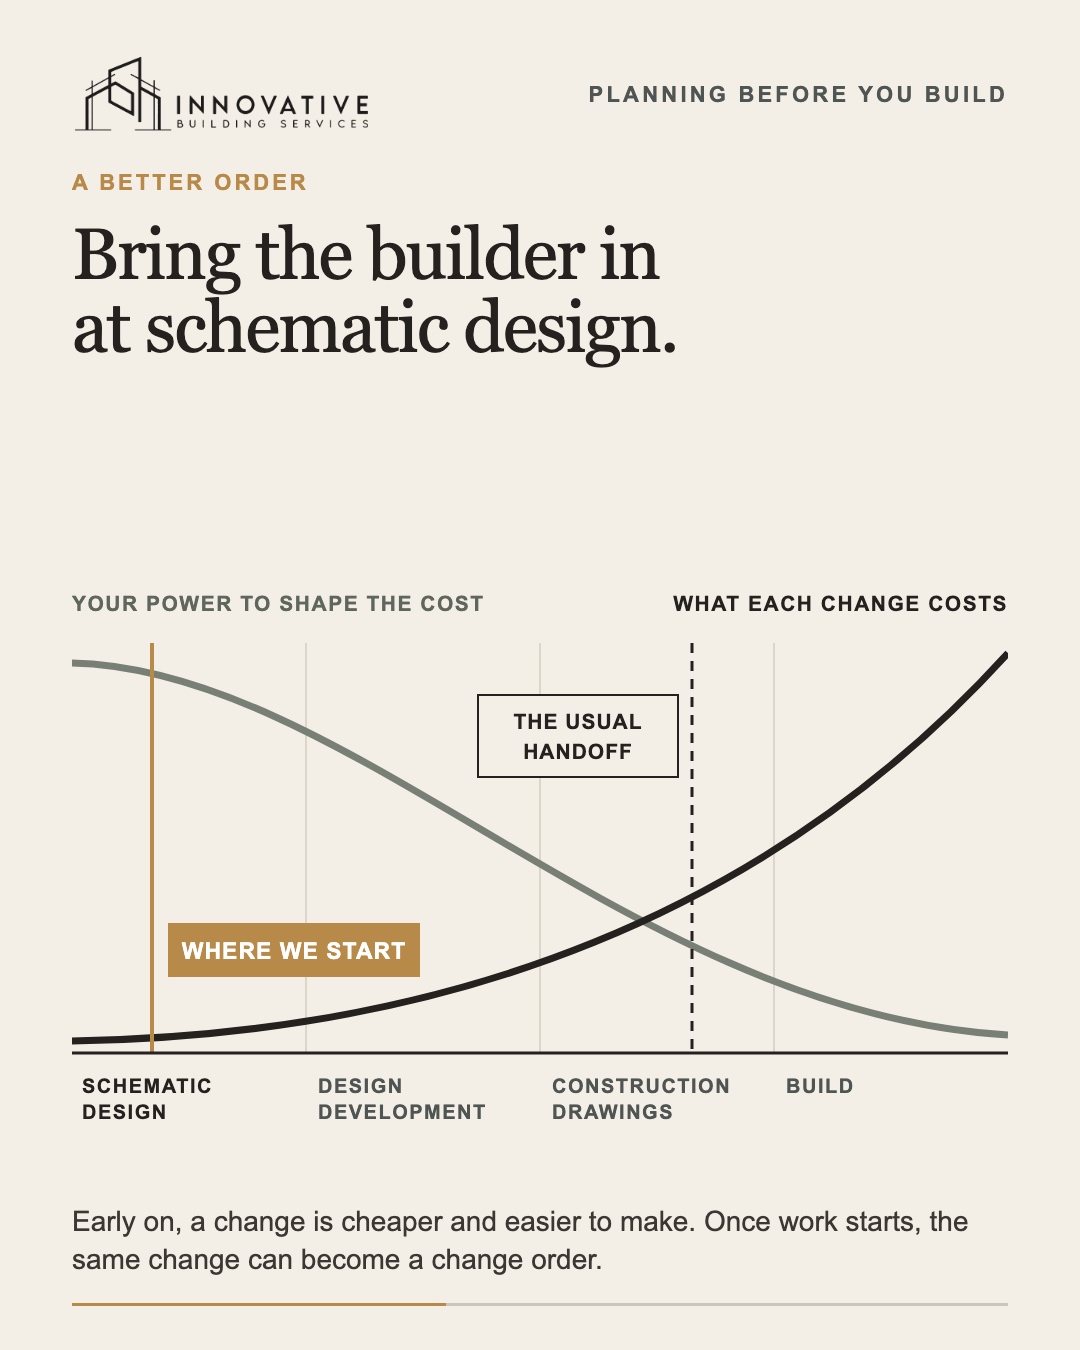 INNOVATIVE
BUILDING SERVICES
PLANNING BEFORE YOU BUILD
A BETTER ORDER
Bring the builder in
at schematic design.
YOUR POWER TO SHAPE THE COST
WHAT EACH CHANGE COSTS
THE USUAL
HANDOFF
WHERE WE START
SCHEMATIC
DESIGN
DESIGN
DEVELOPMENT
CONSTRUCTION
DRAWINGS
BUILD
Early on, a change is cheaper and easier to make. Once work starts, the
same change can become a change order.